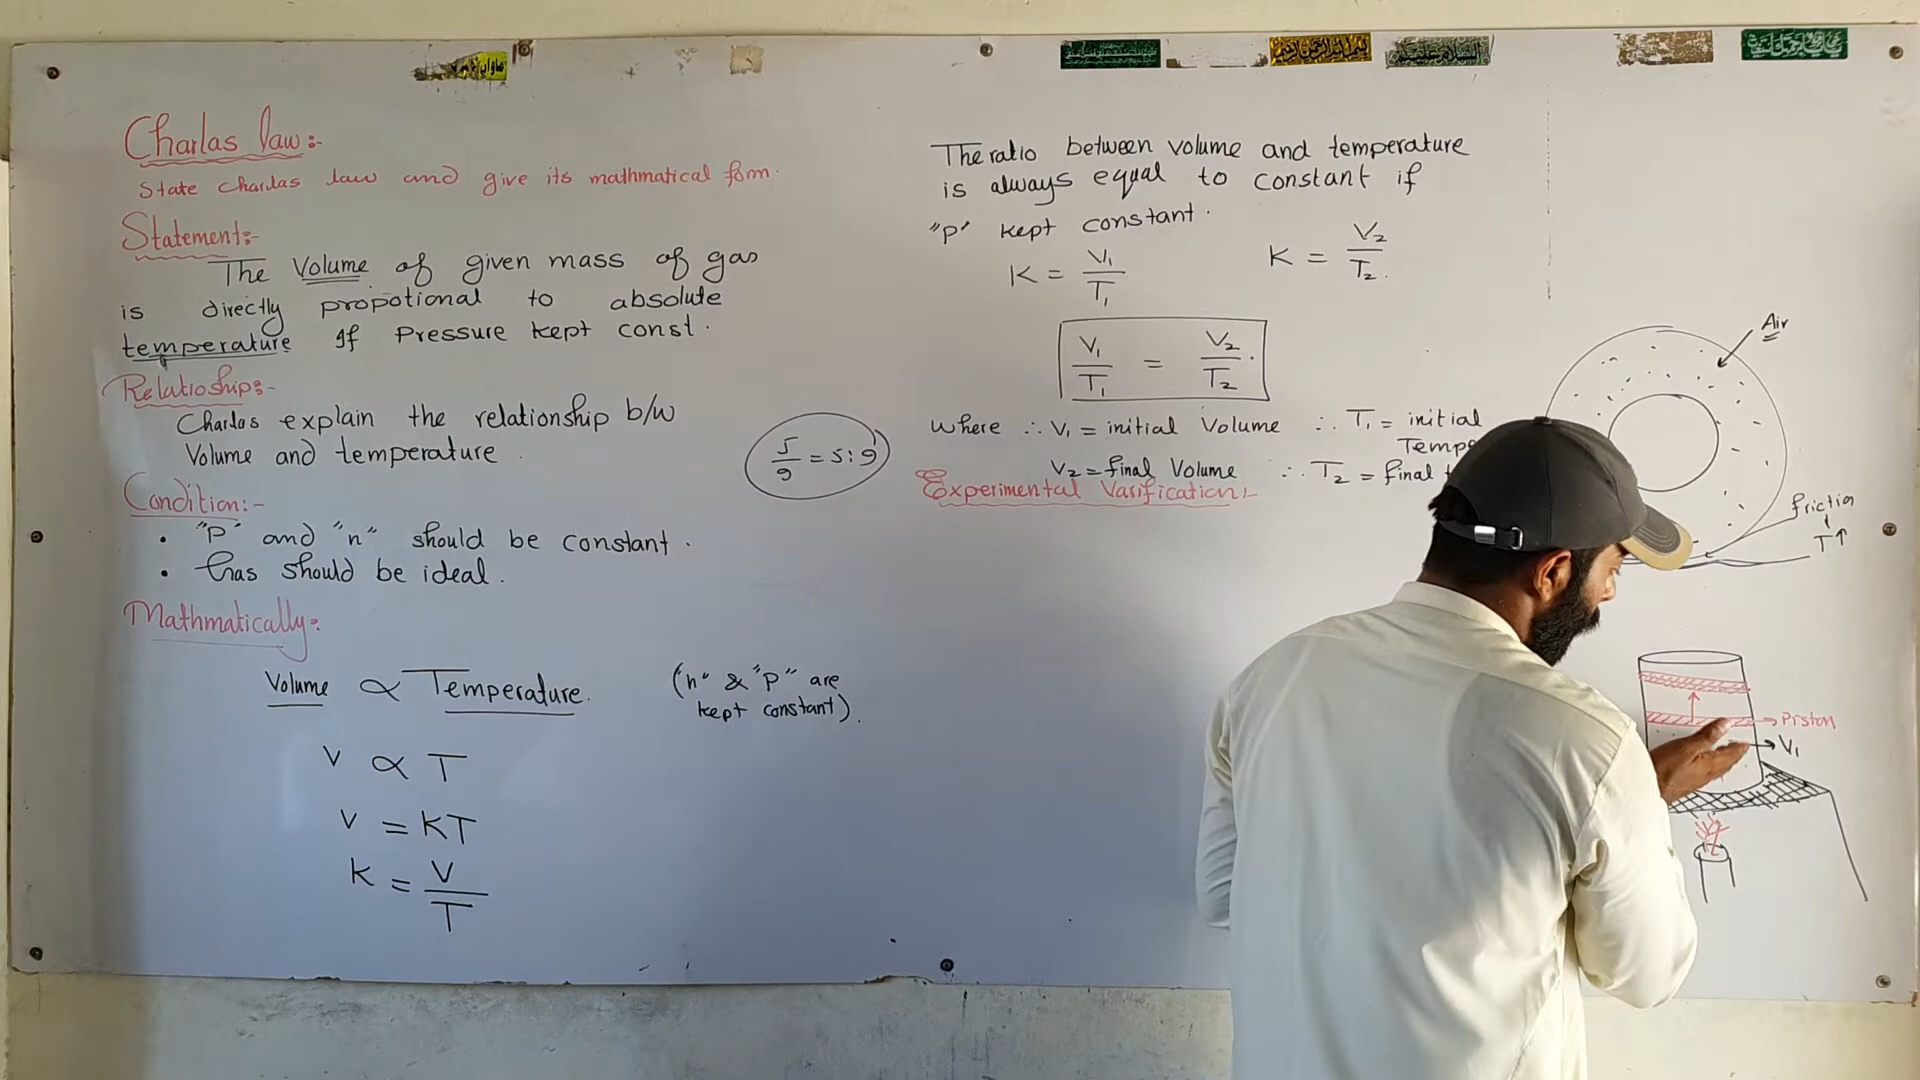 Charlas law:-
State Charlas law and give its mathmatical form.
Statement:-
The Volume of given mass of gas
is directly propotional to absolute
temperature If Pressure kept const.
Relatioship:-
Charlas explain the relationship b/w
Volume and temperature.
Condition:-
• "P" and "n" should be constant.
• Gas should be ideal.
Mathmatically:-
Volume ∝ Temperature.
("n" & "P" are
kept constant).
V ∝ T
V = KT
K = V/T
5/9 = 5:9
The ratio between volume and temperature
is always equal to constant if
"P" kept constant.
K = V₁/T₁
K = V₂/T₂.
V₁/T₁ = V₂/T₂.
where ∴ V₁ = initial Volume ∴ T₁ = initial
Temp
V₂ = final Volume ∴ T₂ = final
Experimental Varification:-
Air
friction
T↑
Piston
V₁